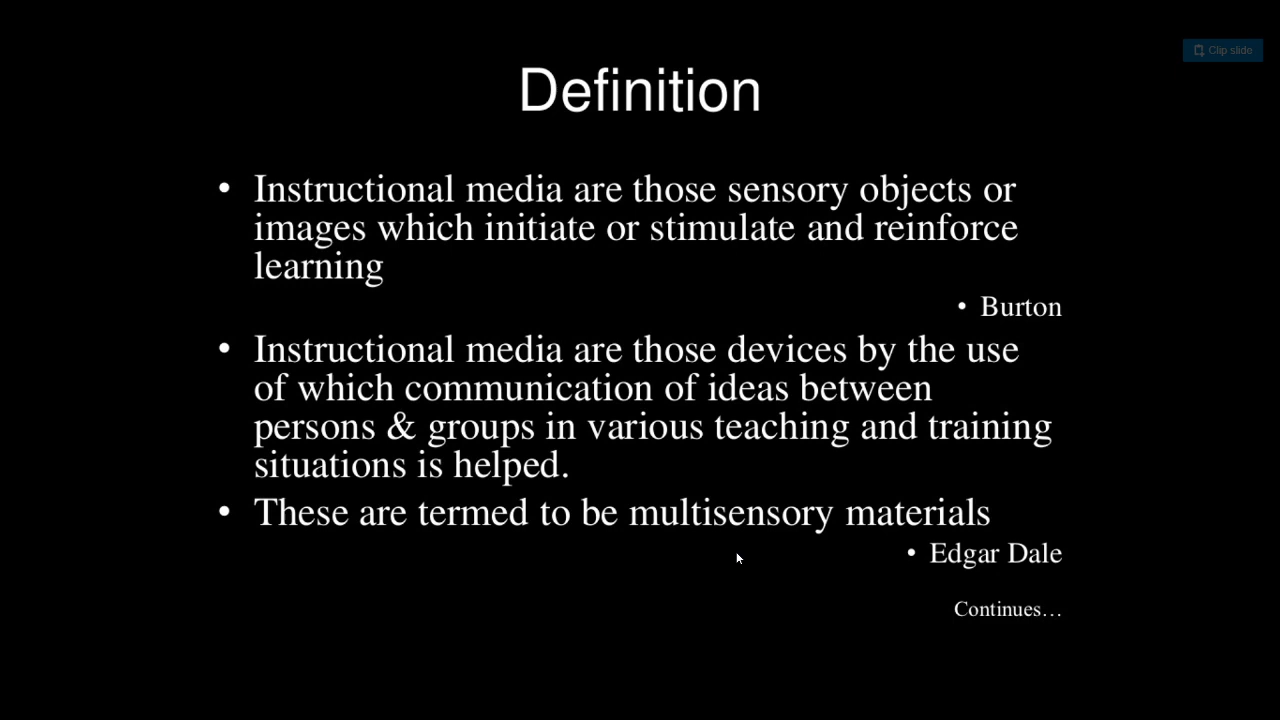 Clip slide
Definition
• Instructional media are those sensory objects or
images which initiate or stimulate and reinforce
learning
• Burton
• Instructional media are those devices by the use
of which communication of ideas between
persons & groups in various teaching and training
situations is helped.
• These are termed to be multisensory materials
• Edgar Dale
Continues…